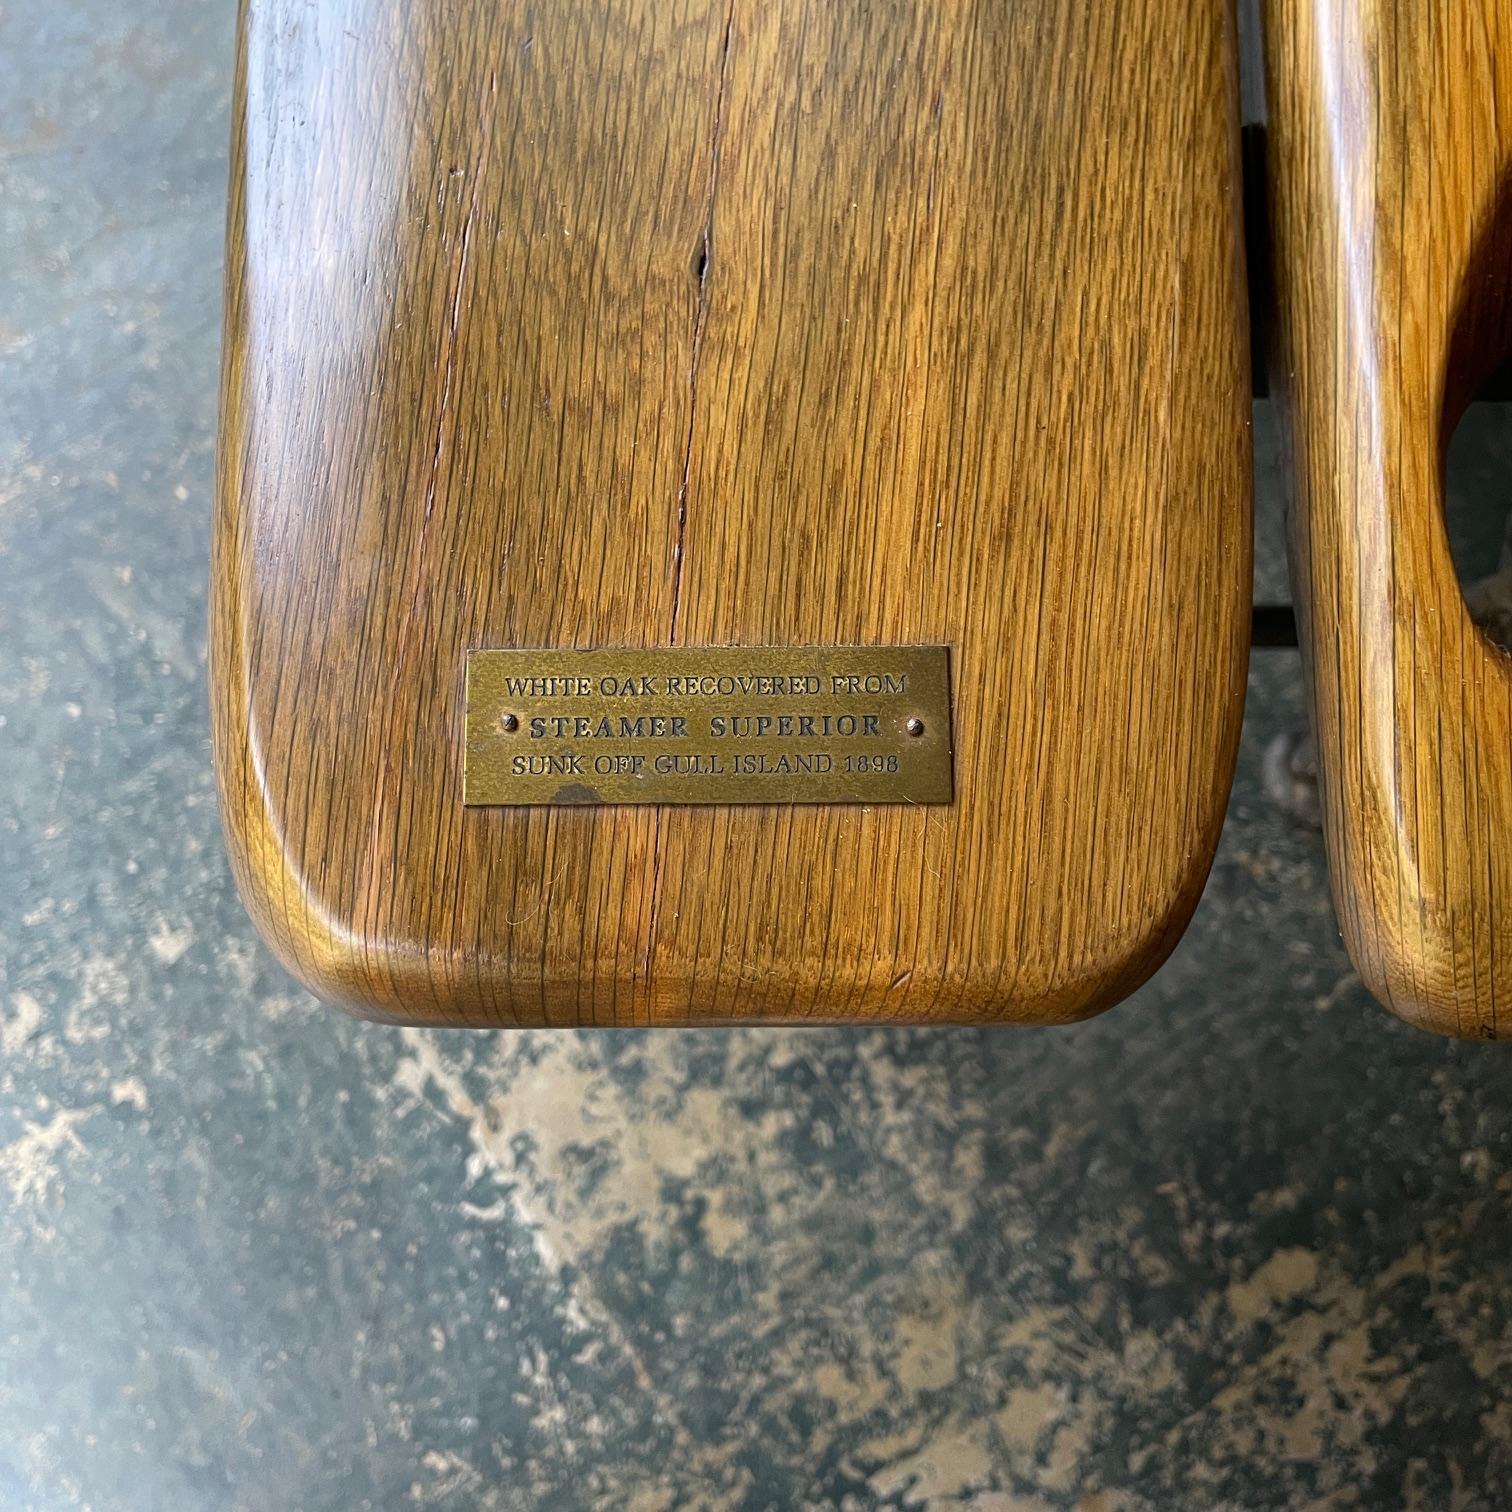 WHITE OAK RECOVERED FROM
STEAMER SUPERIOR
SUNK OFF GULL ISLAND 1898